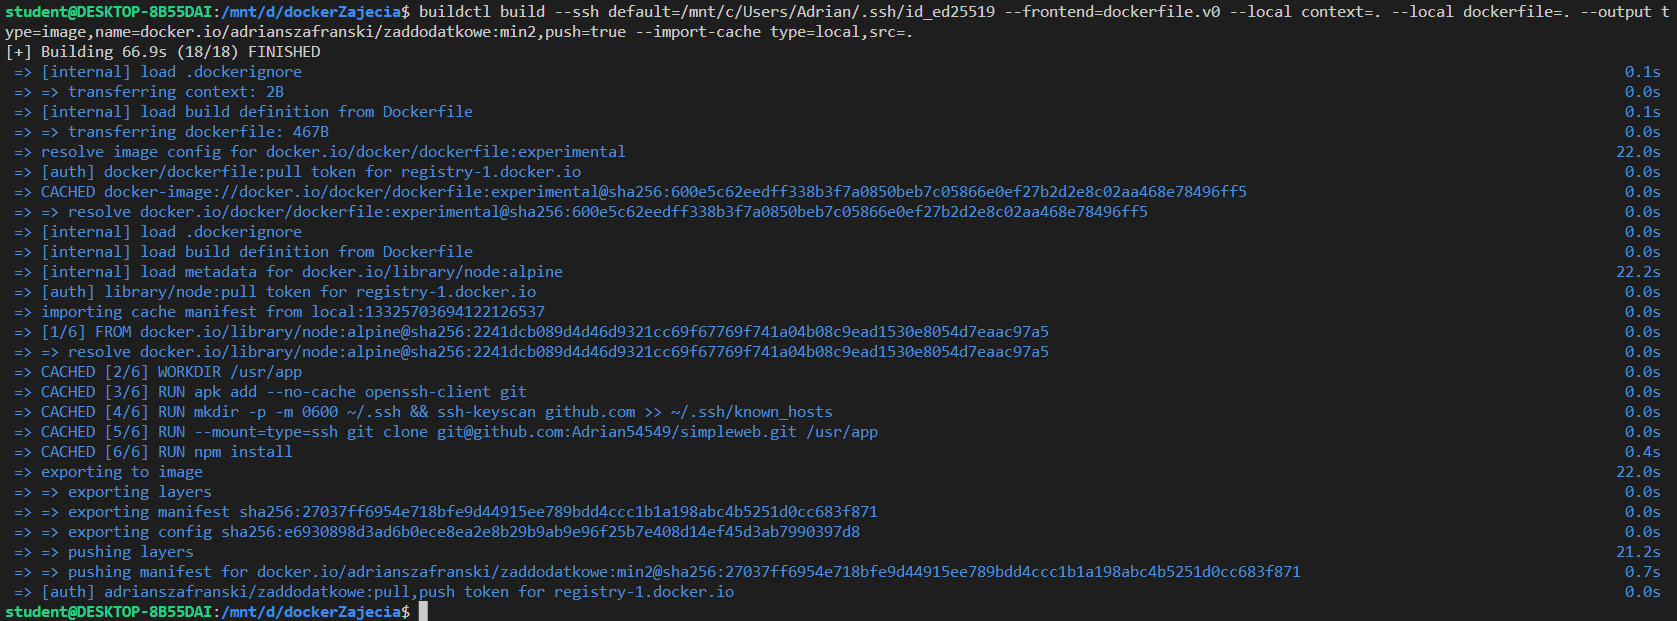 student@DESKTOP-8B55DAI:/mnt/d/dockerZajecia$ buildctl build --ssh default=/mnt/c/Users/Adrian/.ssh/id_ed25519 --frontend=dockerfile.v0 --local context=. --local dockerfile=. --output t
ype=image,name=docker.io/adrianszafranski/zaddodatkowe:min2,push=true --import-cache type=local,src=.
[+] Building 66.9s (18/18) FINISHED
=> [internal] load .dockerignore 0.1s
=> => transferring context: 2B 0.0s
=> [internal] load build definition from Dockerfile 0.1s
=> => transferring dockerfile: 467B 0.0s
=> resolve image config for docker.io/docker/dockerfile:experimental 22.0s
=> [auth] docker/dockerfile:pull token for registry-1.docker.io 0.0s
=> CACHED docker-image://docker.io/docker/dockerfile:experimental@sha256:600e5c62eedff338b3f7a0850beb7c05866e0ef27b2d2e8c02aa468e78496ff5 0.0s
=> => resolve docker.io/docker/dockerfile:experimental@sha256:600e5c62eedff338b3f7a0850beb7c05866e0ef27b2d2e8c02aa468e78496ff5 0.0s
=> [internal] load .dockerignore 0.0s
=> [internal] load build definition from Dockerfile 0.0s
=> [internal] load metadata for docker.io/library/node:alpine 22.2s
=> [auth] library/node:pull token for registry-1.docker.io 0.0s
=> importing cache manifest from local:13325703694122126537 0.0s
=> [1/6] FROM docker.io/library/node:alpine@sha256:2241dcb089d4d46d9321cc69f67769f741a04b08c9ead1530e8054d7eaac97a5 0.0s
=> => resolve docker.io/library/node:alpine@sha256:2241dcb089d4d46d9321cc69f67769f741a04b08c9ead1530e8054d7eaac97a5 0.0s
=> CACHED [2/6] WORKDIR /usr/app 0.0s
=> CACHED [3/6] RUN apk add --no-cache openssh-client git 0.0s
=> CACHED [4/6] RUN mkdir -p -m 0600 ~/.ssh && ssh-keyscan github.com >> ~/.ssh/known_hosts 0.0s
=> CACHED [5/6] RUN --mount=type=ssh git clone git@github.com:Adrian54549/simpleweb.git /usr/app 0.0s
=> CACHED [6/6] RUN npm install 0.4s
=> exporting to image 22.0s
=> => exporting layers 0.0s
=> => exporting manifest sha256:27037ff6954e718bfe9d44915ee789bdd4ccc1b1a198abc4b5251d0cc683f871 0.0s
=> => exporting config sha256:e6930898d3ad6b0ece8ea2e8b29b9ab9e96f25b7e408d14ef45d3ab7990397d8 0.0s
=> => pushing layers 21.2s
=> => pushing manifest for docker.io/adrianszafranski/zaddodatkowe:min2@sha256:27037ff6954e718bfe9d44915ee789bdd4ccc1b1a198abc4b5251d0cc683f871 0.7s
=> [auth] adrianszafranski/zaddodatkowe:pull,push token for registry-1.docker.io 0.0s
student@DESKTOP-8B55DAI:/mnt/d/dockerZajecia$